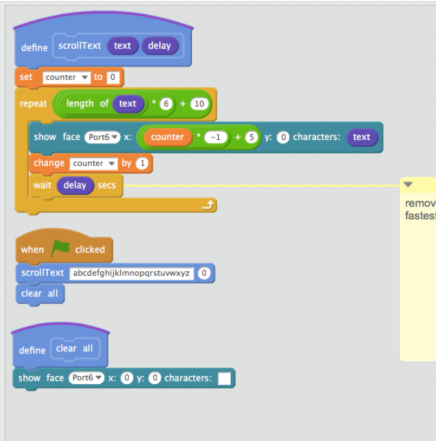 define scrollText text delay
set counter to 0
repeat length of text * 6 + 10
show face Port6 x: counter * -1 + 5 y: 0 characters: text
change counter by 1
wait delay secs
remov
fastest
when clicked
scrollText abcdefghijklmnopqrstuvwxyz 0
clear all
define clear all
show face Port6 x: 0 y: 0 characters: